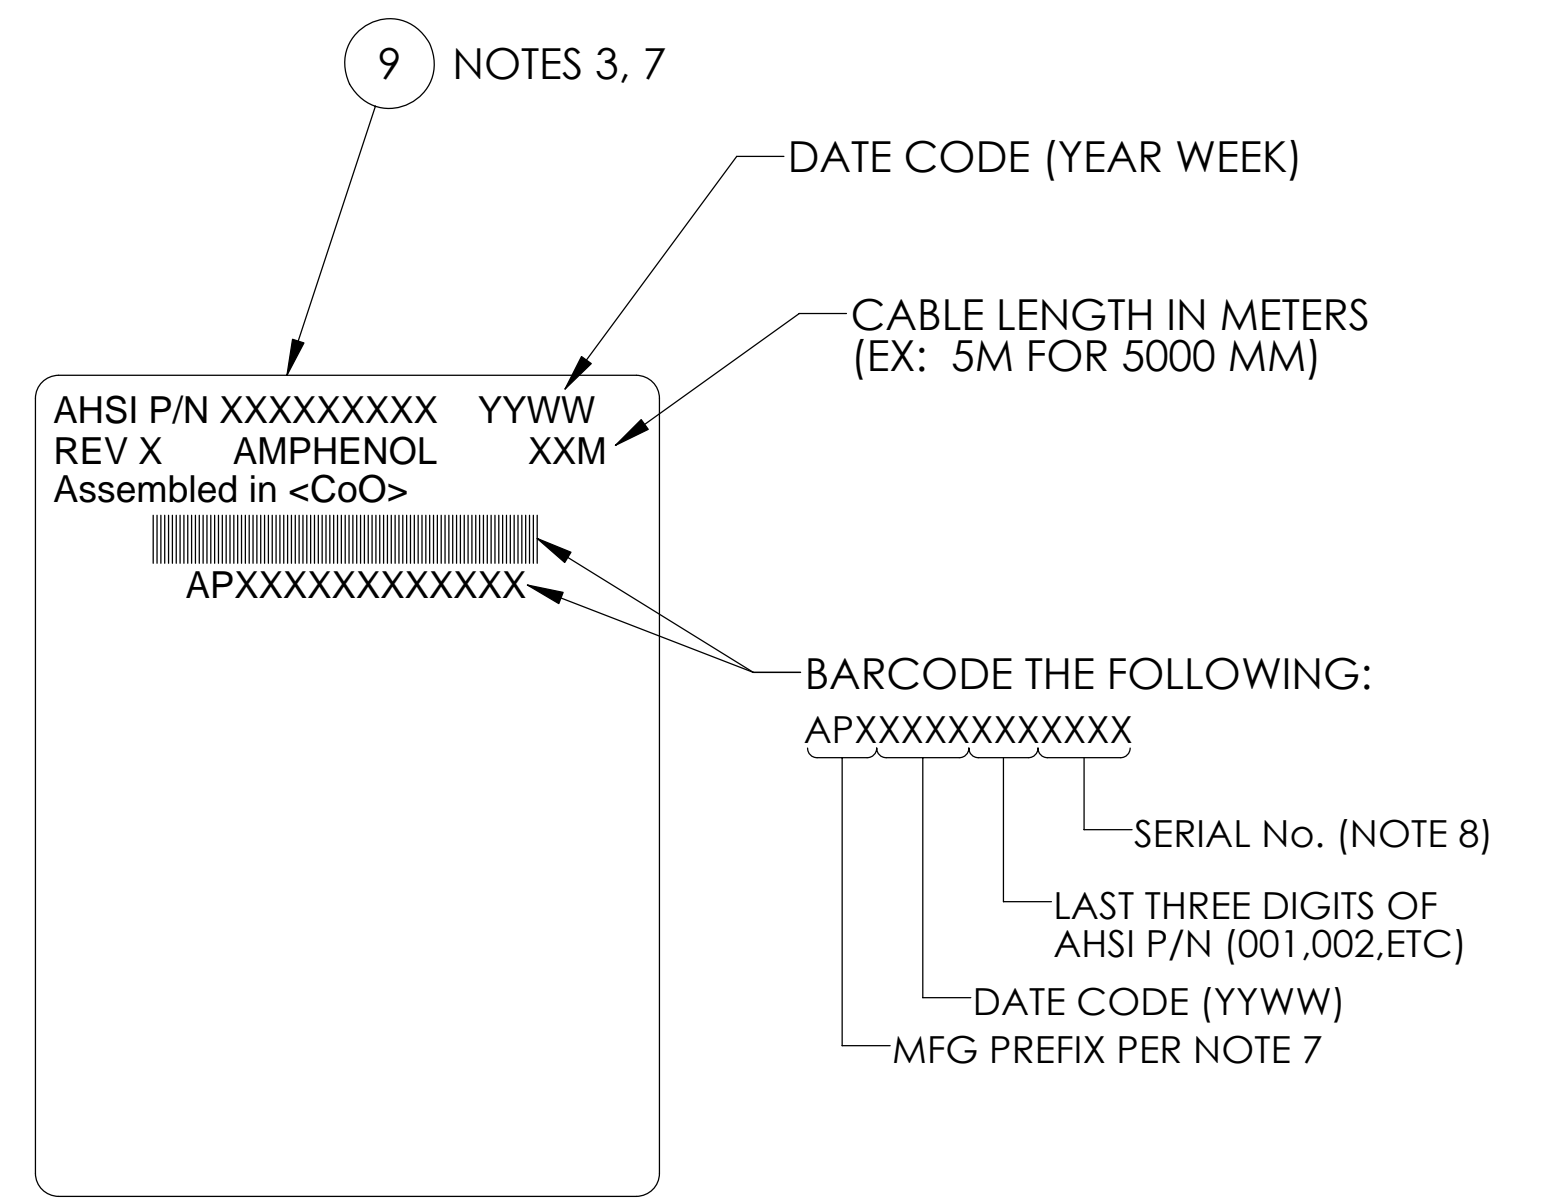 9 NOTES 3, 7
DATE CODE (YEAR WEEK)
CABLE LENGTH IN METERS
(EX: 5M FOR 5000 MM)
AHSI P/N XXXXXXXXX YYWW
REV X AMPHENOL XXM
Assembled in <CoO>
APXXXXXXXXXXXX
BARCODE THE FOLLOWING:
APXXXXXXXXXXXX
SERIAL No. (NOTE 8)
LAST THREE DIGITS OF
AHSI P/N (001,002,ETC)
DATE CODE (YYWW)
MFG PREFIX PER NOTE 7